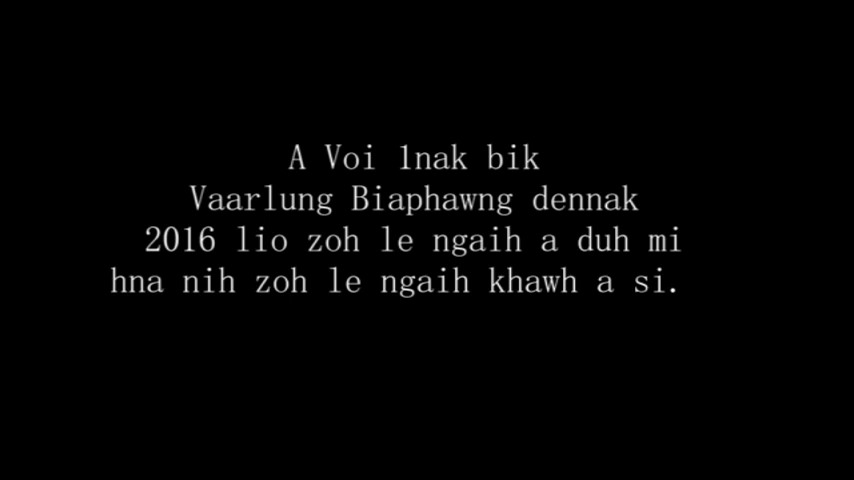 A Voi 1nak bik
Vaarlung Biaphawng dennak
2016 lio zoh le ngaih a duh mi
hna nih zoh le ngaih khawh a si.